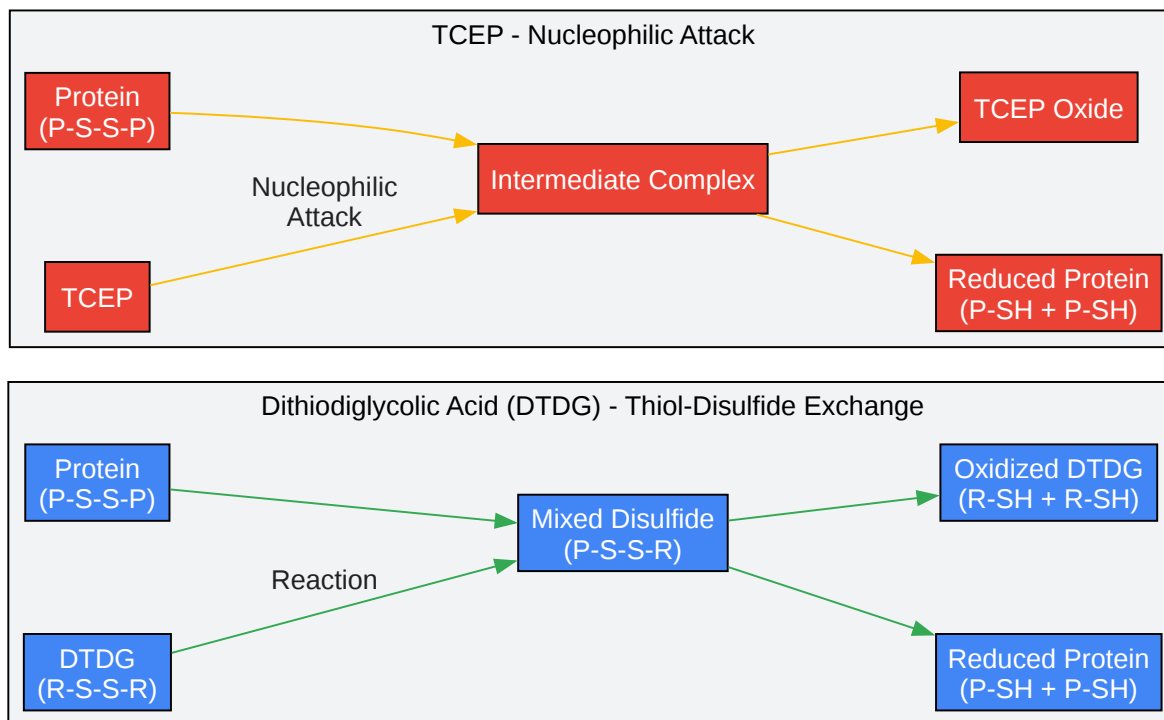 TCEP - Nucleophilic Attack
Protein
(P-S-S-P)
TCEP Oxide
Intermediate Complex
Nucleophilic
Attack
TCEP
Reduced Protein
(P-SH + P-SH)
Dithiodiglycolic Acid (DTDG) - Thiol-Disulfide Exchange
Protein
(P-S-S-P)
Oxidized DTDG
(R-SH + R-SH)
Mixed Disulfide
(P-S-S-R)
Reaction
DTDG
(R-S-S-R)
Reduced Protein
(P-SH + P-SH)